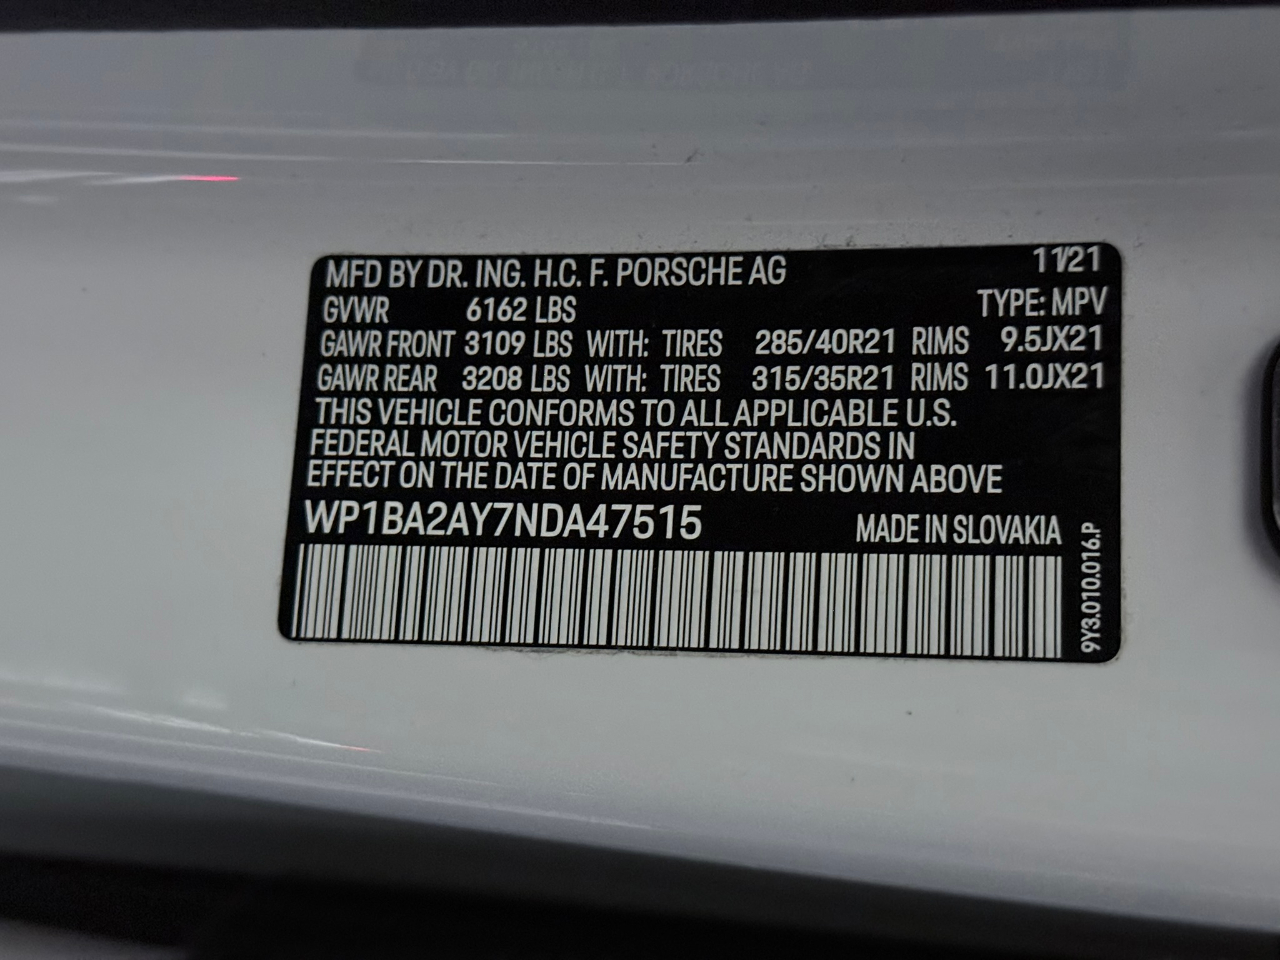 MFD BY DR. ING. H.C. F. PORSCHE AG 11/21
GVWR 6162 LBS TYPE: MPV
GAWR FRONT 3109 LBS WITH: TIRES 285/40R21 RIMS 9.5JX21
GAWR REAR 3208 LBS WITH: TIRES 315/35R21 RIMS 11.0JX21
THIS VEHICLE CONFORMS TO ALL APPLICABLE U.S.
FEDERAL MOTOR VEHICLE SAFETY STANDARDS IN
EFFECT ON THE DATE OF MANUFACTURE SHOWN ABOVE
WP1BA2AY7NDA47515 MADE IN SLOVAKIA
9Y3.010.016.P